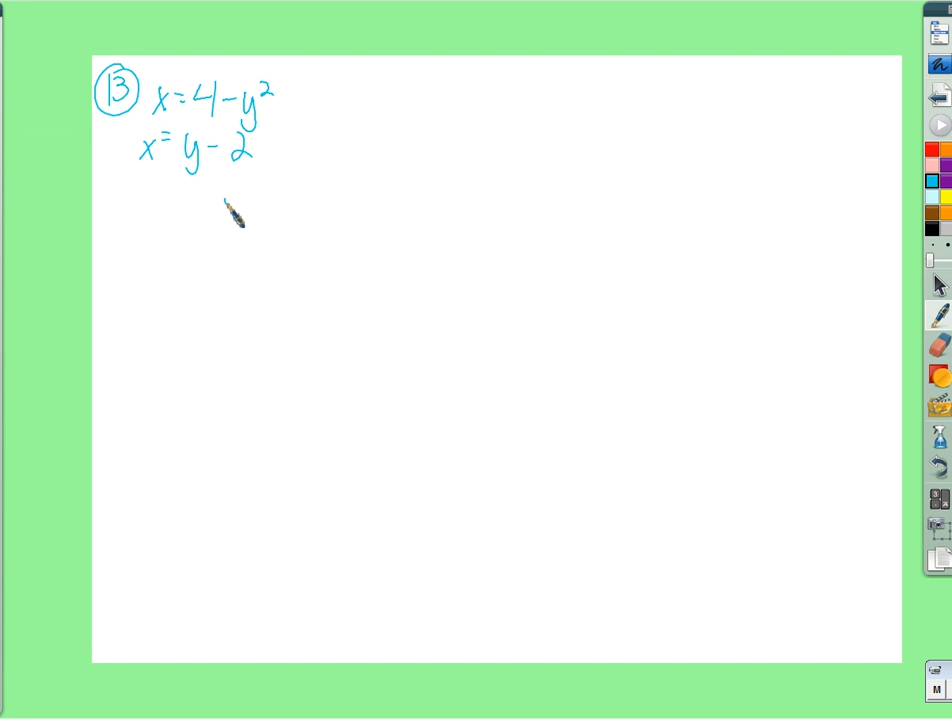 ⑬ x = 4 - y²
x = y - 2
M